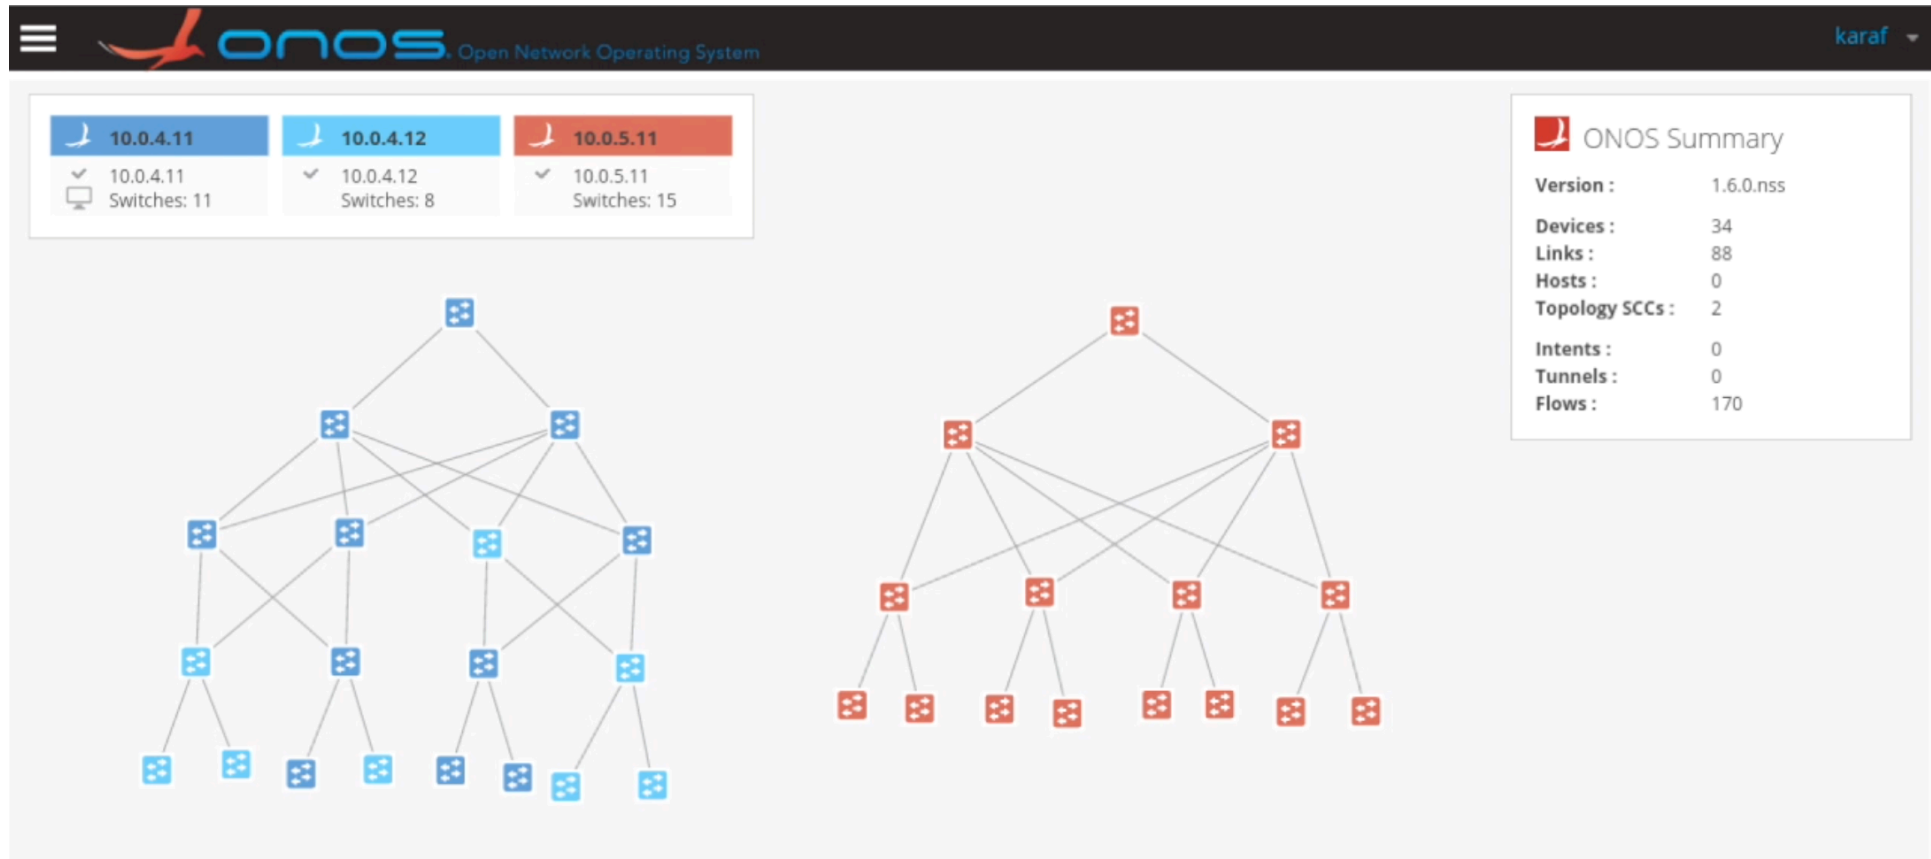 onos. Open Network Operating System
karaf
10.0.4.11
10.0.4.11
Switches: 11
10.0.4.12
10.0.4.12
Switches: 8
10.0.5.11
10.0.5.11
Switches: 15
ONOS Summary
Version : 1.6.0.nss
Devices : 34
Links : 88
Hosts : 0
Topology SCCs : 2
Intents : 0
Tunnels : 0
Flows : 170